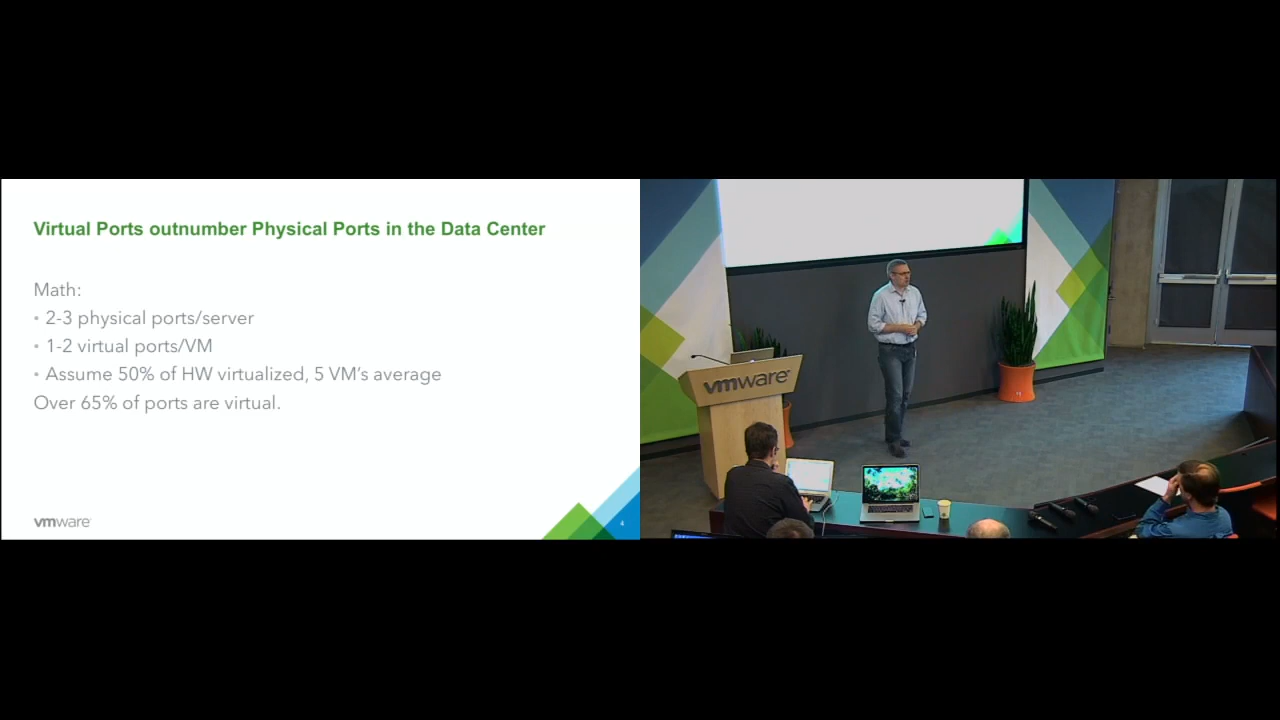 Virtual Ports outnumber Physical Ports in the Data Center
Math:
• 2-3 physical ports/server
• 1-2 virtual ports/VM
• Assume 50% of HW virtualized, 5 VM's average
Over 65% of ports are virtual.
vmware
4
vmware